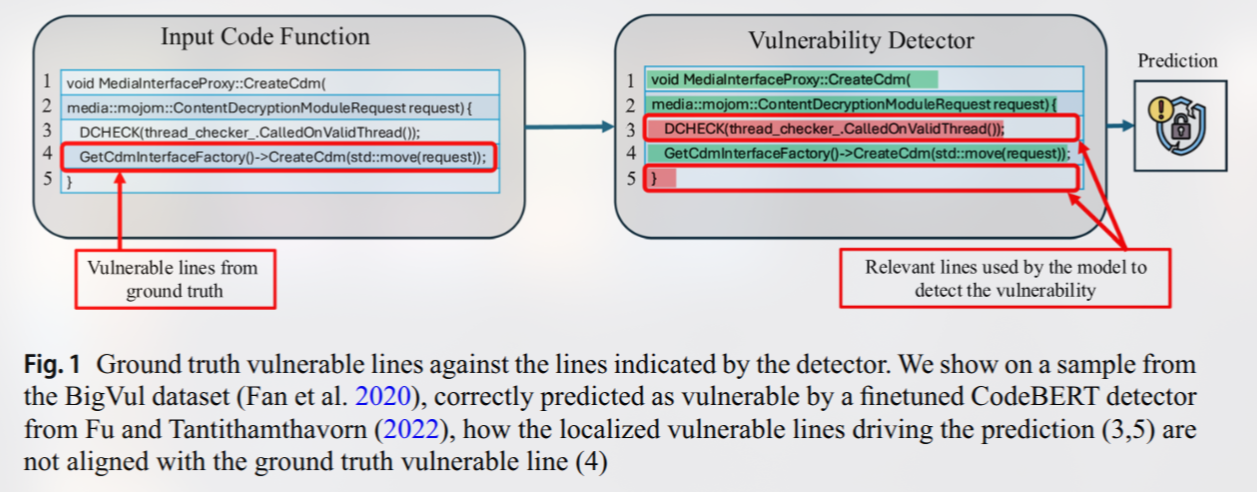 Input Code Function
1 void MediaInterfaceProxy::CreateCdm(
2 media::mojom::ContentDecryptionModuleRequest request) {
3 DCHECK(thread_checker_.CalledOnValidThread());
4 GetCdmInterfaceFactory()->CreateCdm(std::move(request));
5 }
Vulnerable lines from
ground truth
Vulnerability Detector
1 void MediaInterfaceProxy::CreateCdm(
2 media::mojom::ContentDecryptionModuleRequest request) {
3 DCHECK(thread_checker_.CalledOnValidThread());
4 GetCdmInterfaceFactory()->CreateCdm(std::move(request));
5 }
Relevant lines used by the model to
detect the vulnerability
Prediction
Fig. 1 Ground truth vulnerable lines against the lines indicated by the detector. We show on a sample from
the BigVul dataset (Fan et al. 2020), correctly predicted as vulnerable by a finetuned CodeBERT detector
from Fu and Tantithamthavorn (2022), how the localized vulnerable lines driving the prediction (3,5) are
not aligned with the ground truth vulnerable line (4)